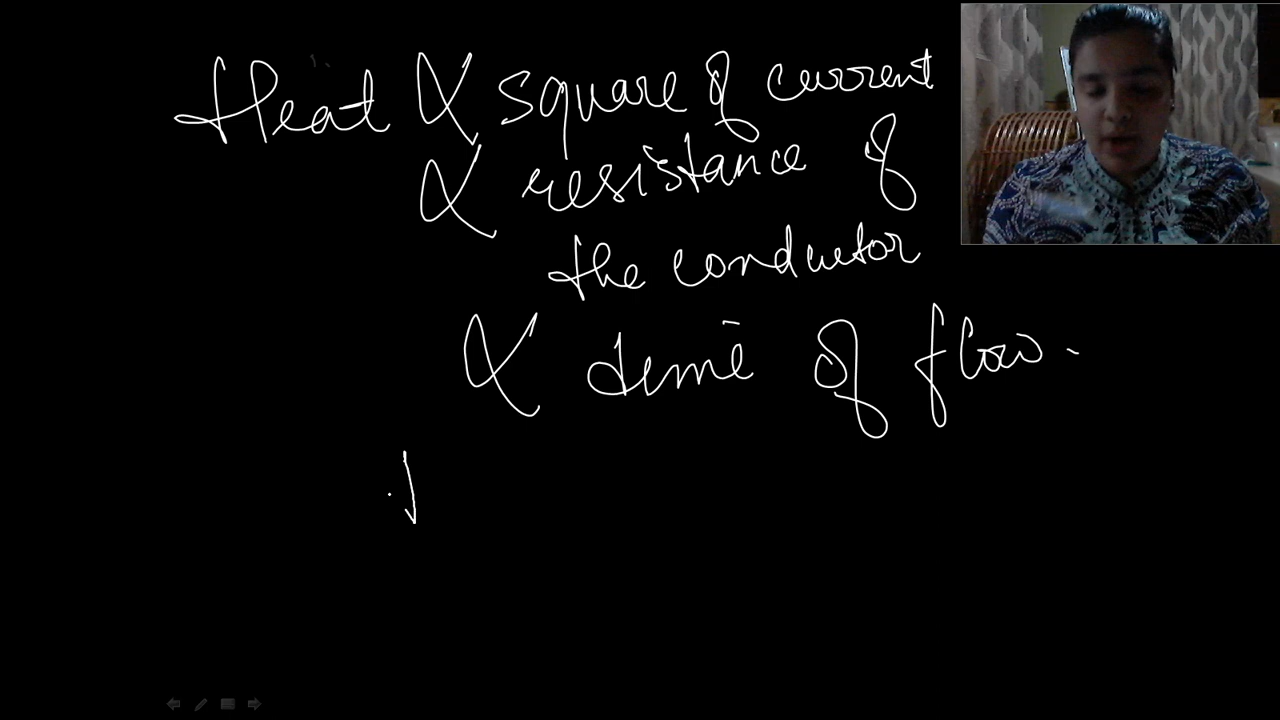 Heat ∝ square of current
∝ resistance of
the conductor
∝ time of flow.